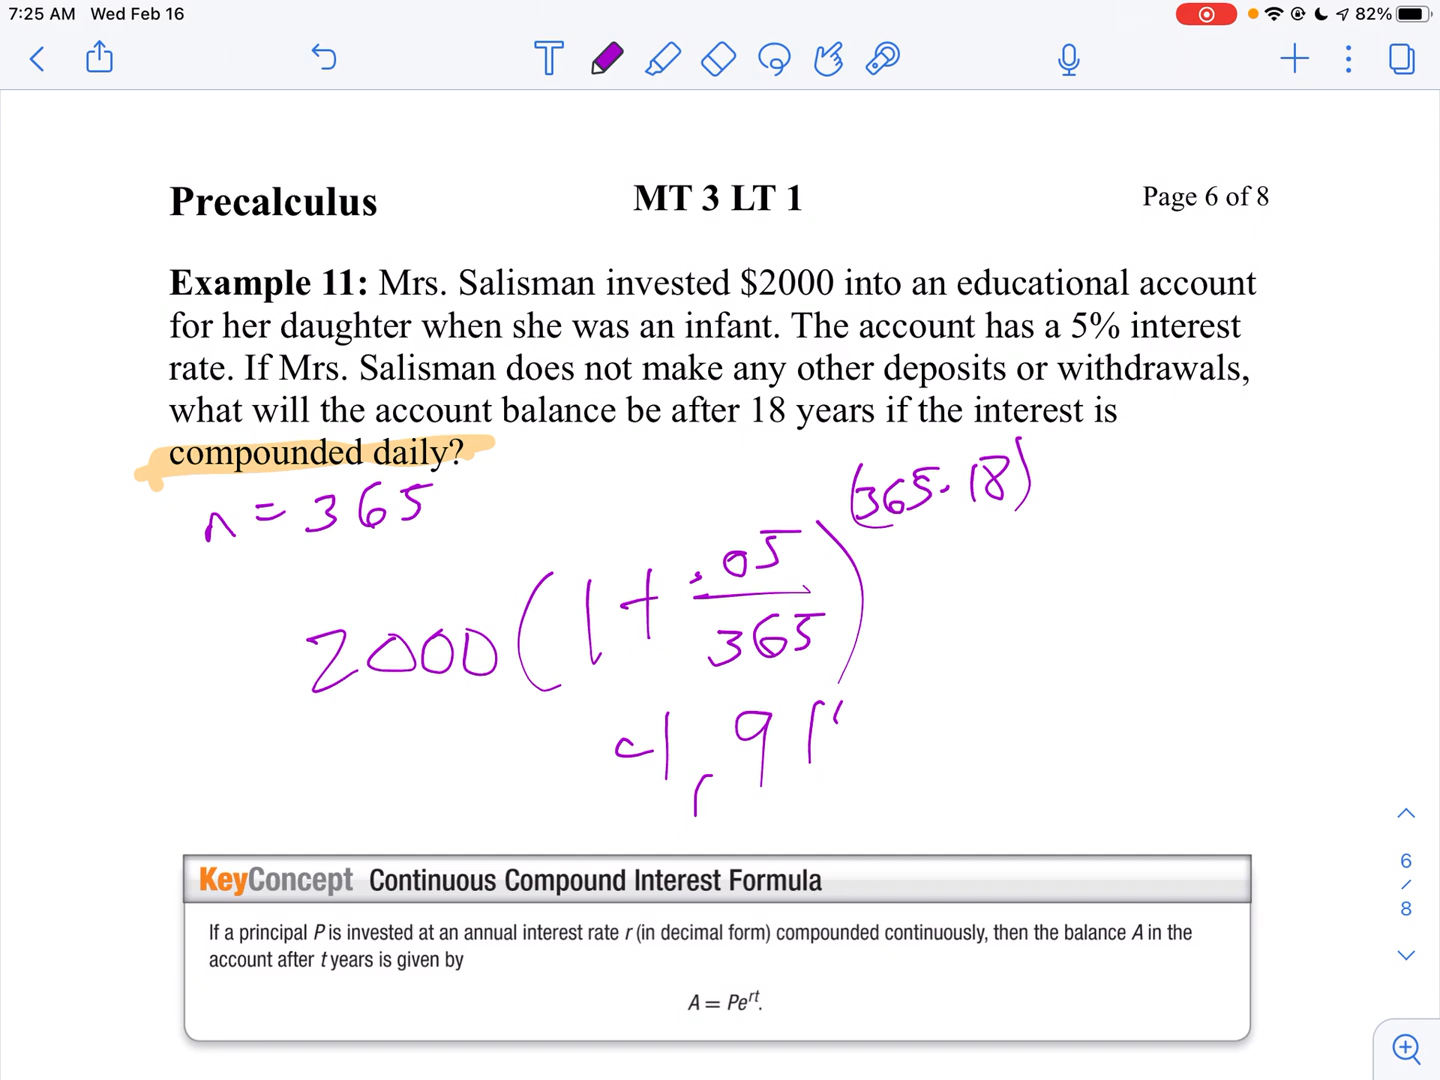 7:25 AM Wed Feb 16 82%
T
Precalculus MT 3 LT 1 Page 6 of 8
Example 11: Mrs. Salisman invested $2000 into an educational account
for her daughter when she was an infant. The account has a 5% interest
rate. If Mrs. Salisman does not make any other deposits or withdrawals,
what will the account balance be after 18 years if the interest is
compounded daily?
n = 365
2000 (1 + .05/365)^(365 · 18)
4,91
KeyConcept Continuous Compound Interest Formula
If a principal P is invested at an annual interest rate r (in decimal form) compounded continuously, then the balance A in the
account after t years is given by
A = Pe^rt.
6
/
8